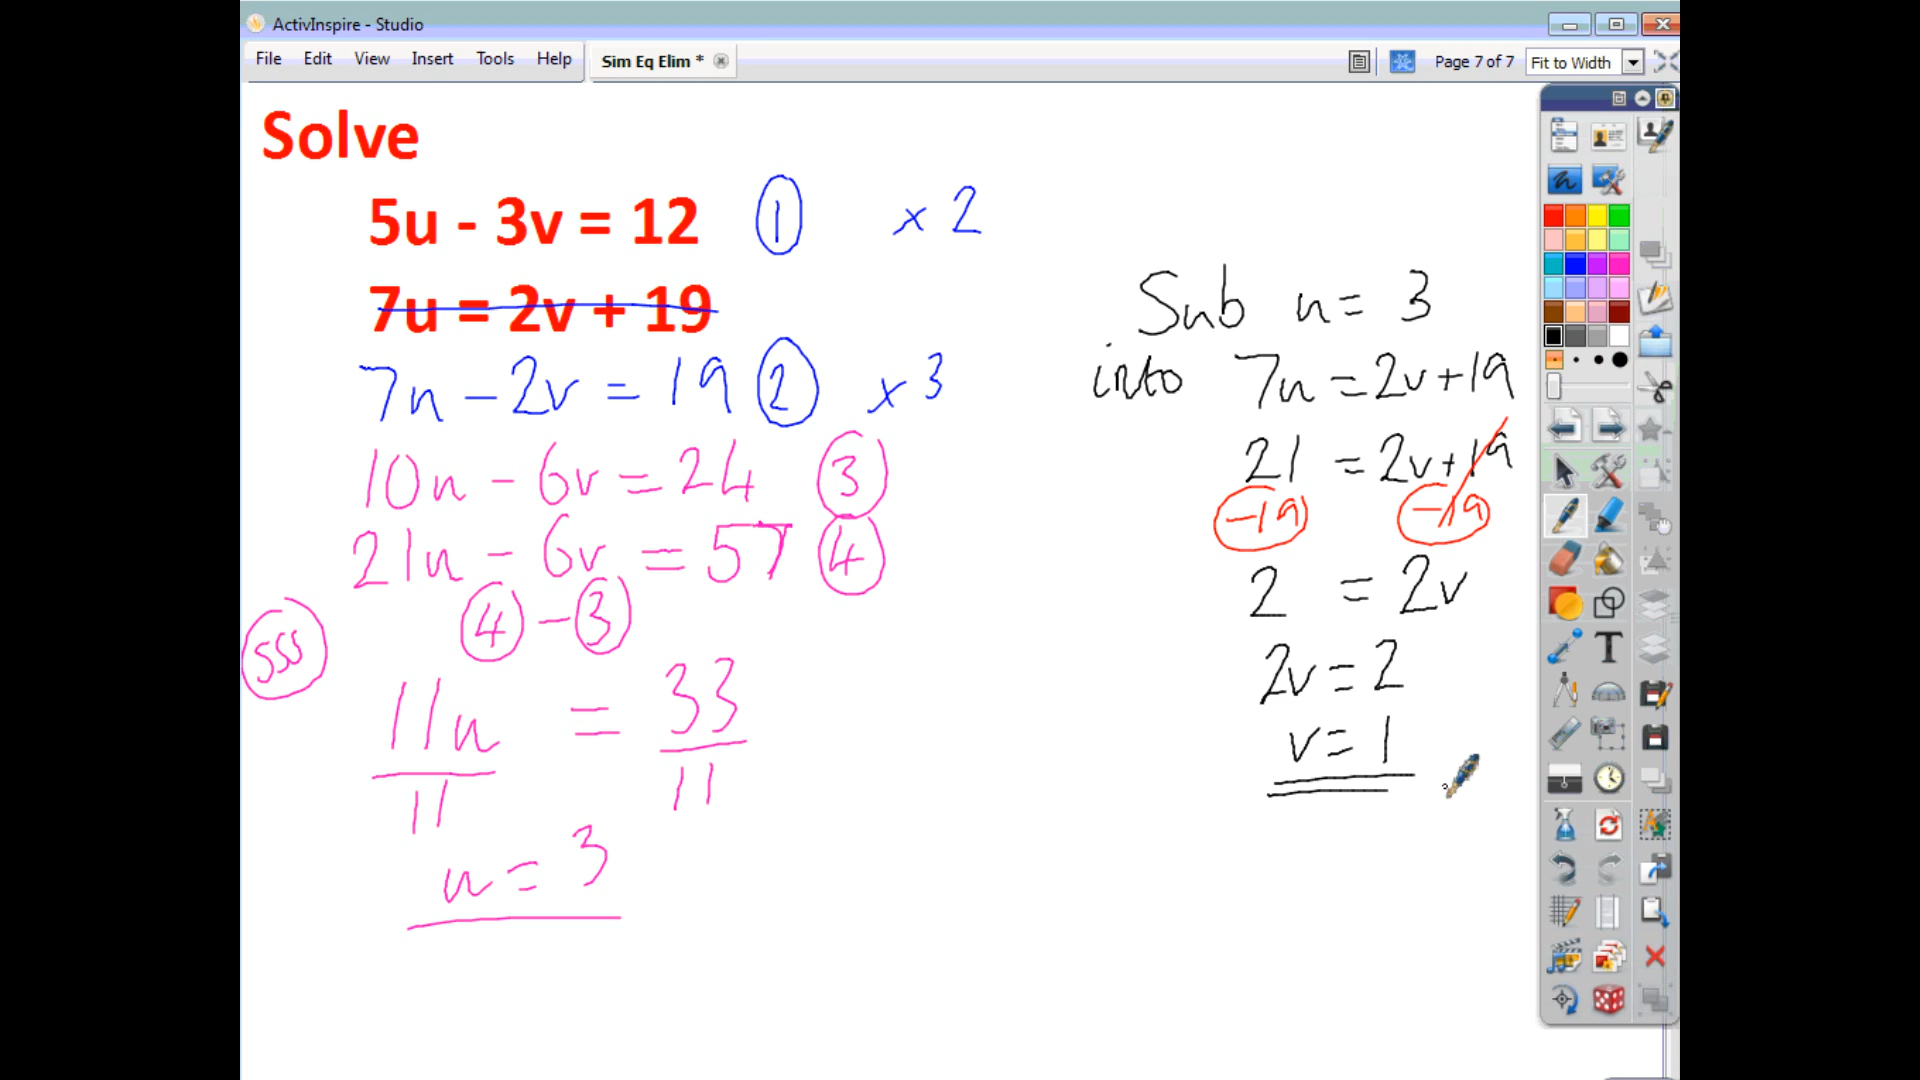 ActivInspire - Studio
File Edit View Insert Tools Help Sim Eq Elim * Page 7 of 7 Fit to Width
Solve
5u - 3v = 12 1 × 2
7u = 2v + 19
7u - 2v = 19 2 × 3
10u - 6v = 24 3
21u - 6v = 57 4
4 - 3
SSS
11u = 33
11 11
u = 3
Sub u = 3
into 7u = 2v + 19
21 = 2v + 19
-19 -19
2 = 2v
2v = 2
v = 1